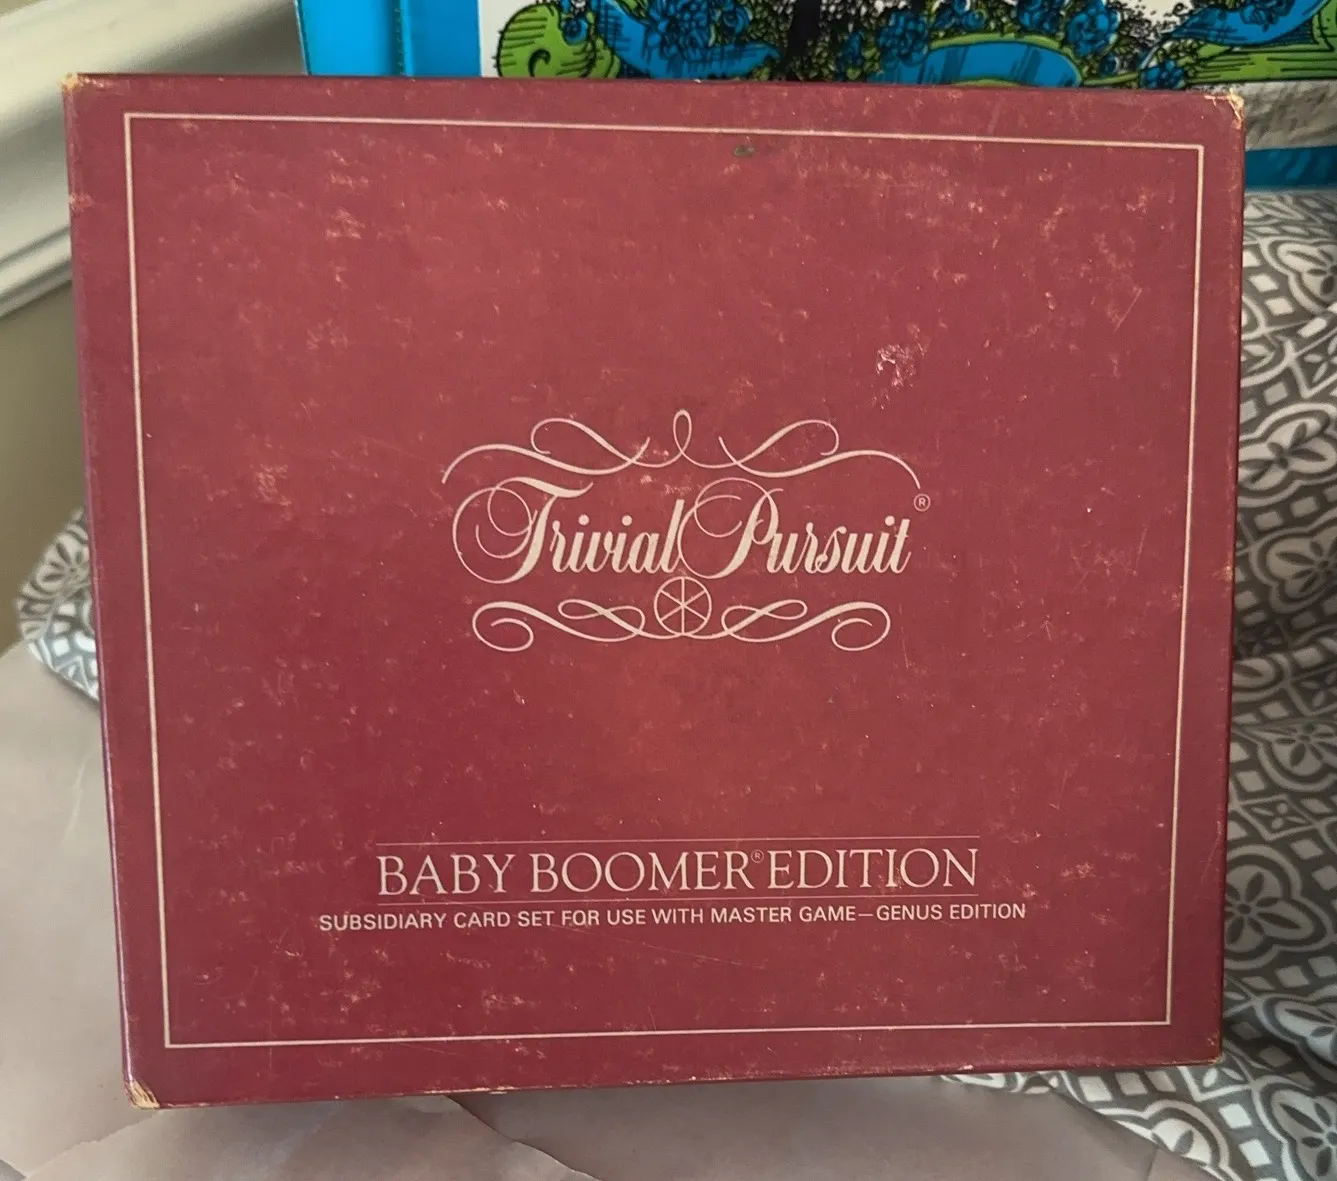 Trivial Pursuit®
BABY BOOMER® EDITION
SUBSIDIARY CARD SET FOR USE WITH MASTER GAME—GENUS EDITION